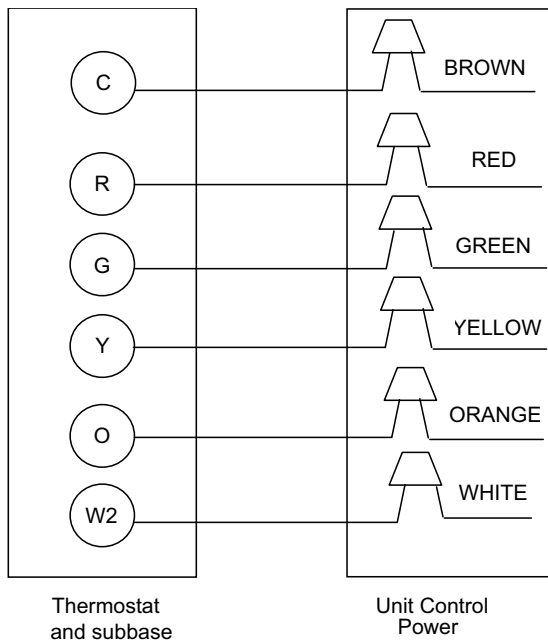 C
BROWN
R
RED
G
GREEN
Y
YELLOW
O
ORANGE
W2
WHITE
Thermostat
and subbase
Unit Control
Power